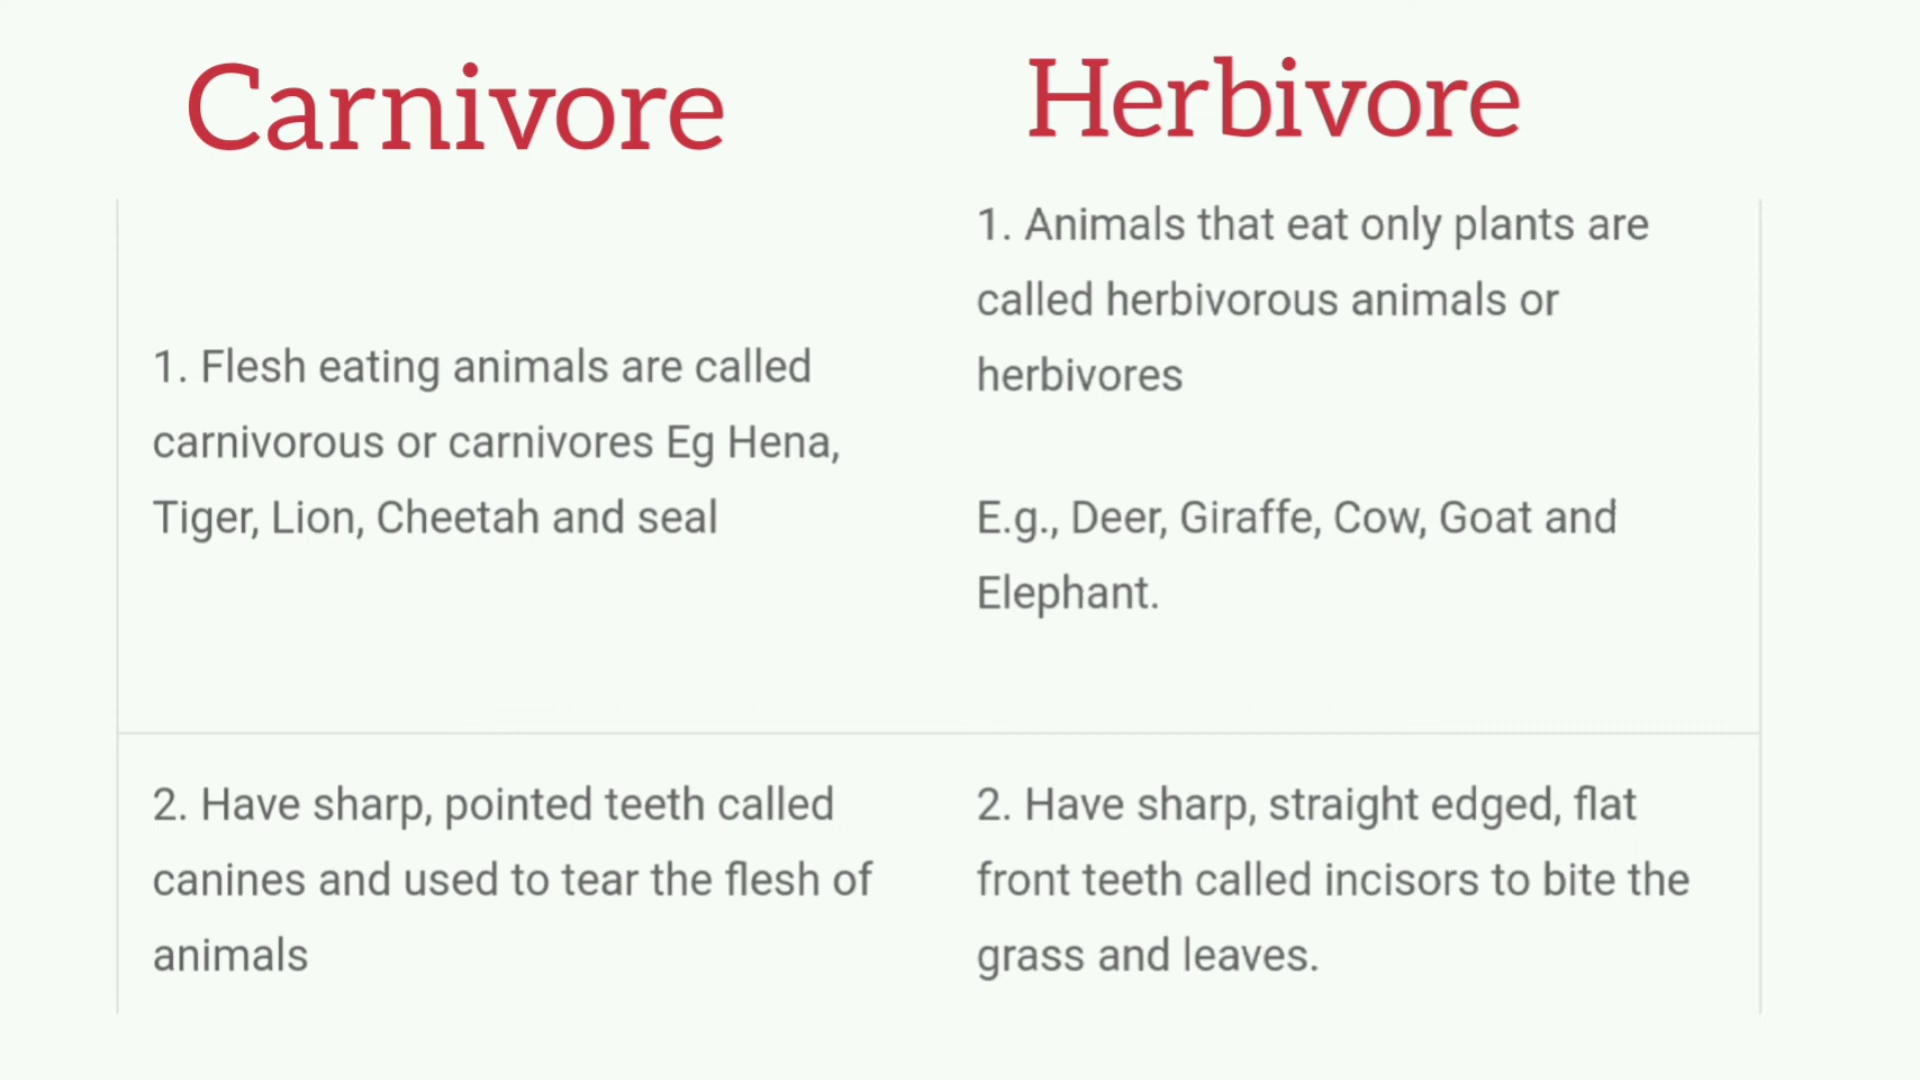 Carnivore
Herbivore
1. Flesh eating animals are called
carnivorous or carnivores Eg Hena,
Tiger, Lion, Cheetah and seal
1. Animals that eat only plants are
called herbivorous animals or
herbivores
E.g., Deer, Giraffe, Cow, Goat and
Elephant.
2. Have sharp, pointed teeth called
canines and used to tear the flesh of
animals
2. Have sharp, straight edged, flat
front teeth called incisors to bite the
grass and leaves.